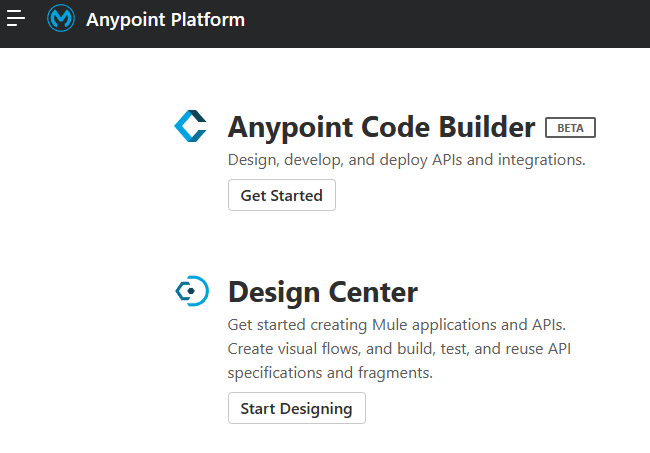 Anypoint Platform
Anypoint Code Builder BETA
Design, develop, and deploy APIs and integrations.
Get Started
Design Center
Get started creating Mule applications and APIs.
Create visual flows, and build, test, and reuse API
specifications and fragments.
Start Designing